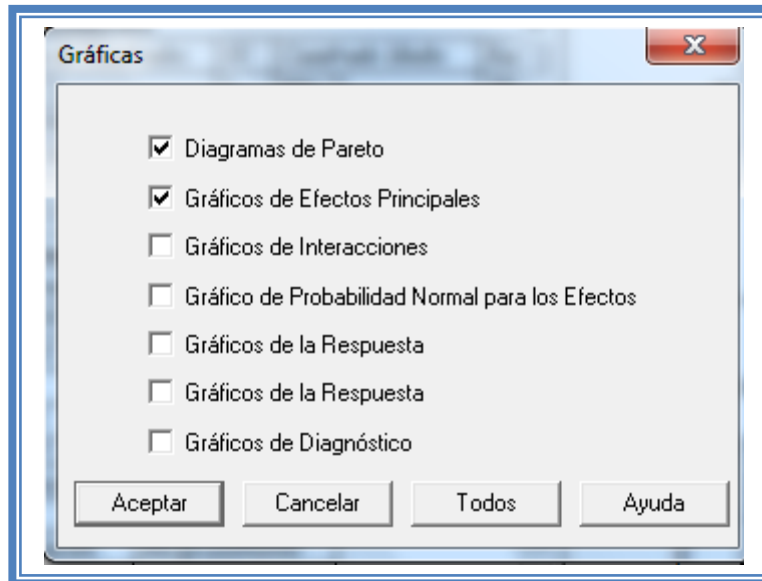 Gráficas
Diagramas de Pareto
Gráficos de Efectos Principales
Gráficos de Interacciones
Gráfico de Probabilidad Normal para los Efectos
Gráficos de la Respuesta
Gráficos de la Respuesta
Gráficos de Diagnóstico
Aceptar Cancelar Todos Ayuda